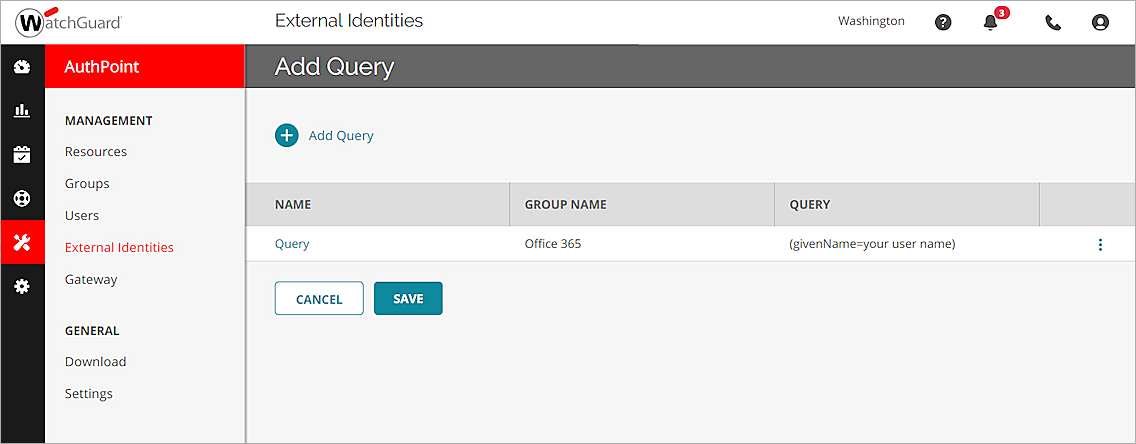 WatchGuard
External Identities
Washington
3
AuthPoint
Add Query
MANAGEMENT
Resources
Groups
Users
External Identities
Gateway
GENERAL
Download
Settings
Add Query
NAME GROUP NAME QUERY
Query Office 365 (givenName=your user name)
CANCEL SAVE